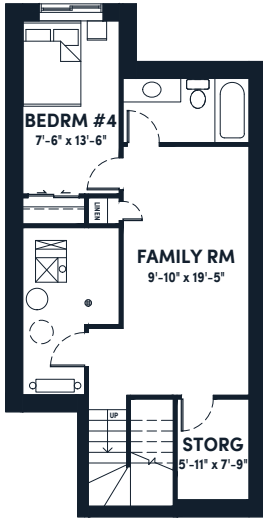 BEDRM #4
7'-6" x 13'-6"
LINEN
FAMILY RM
9'-10" x 19'-5"
UP
STORG
5'-11" x 7'-9"